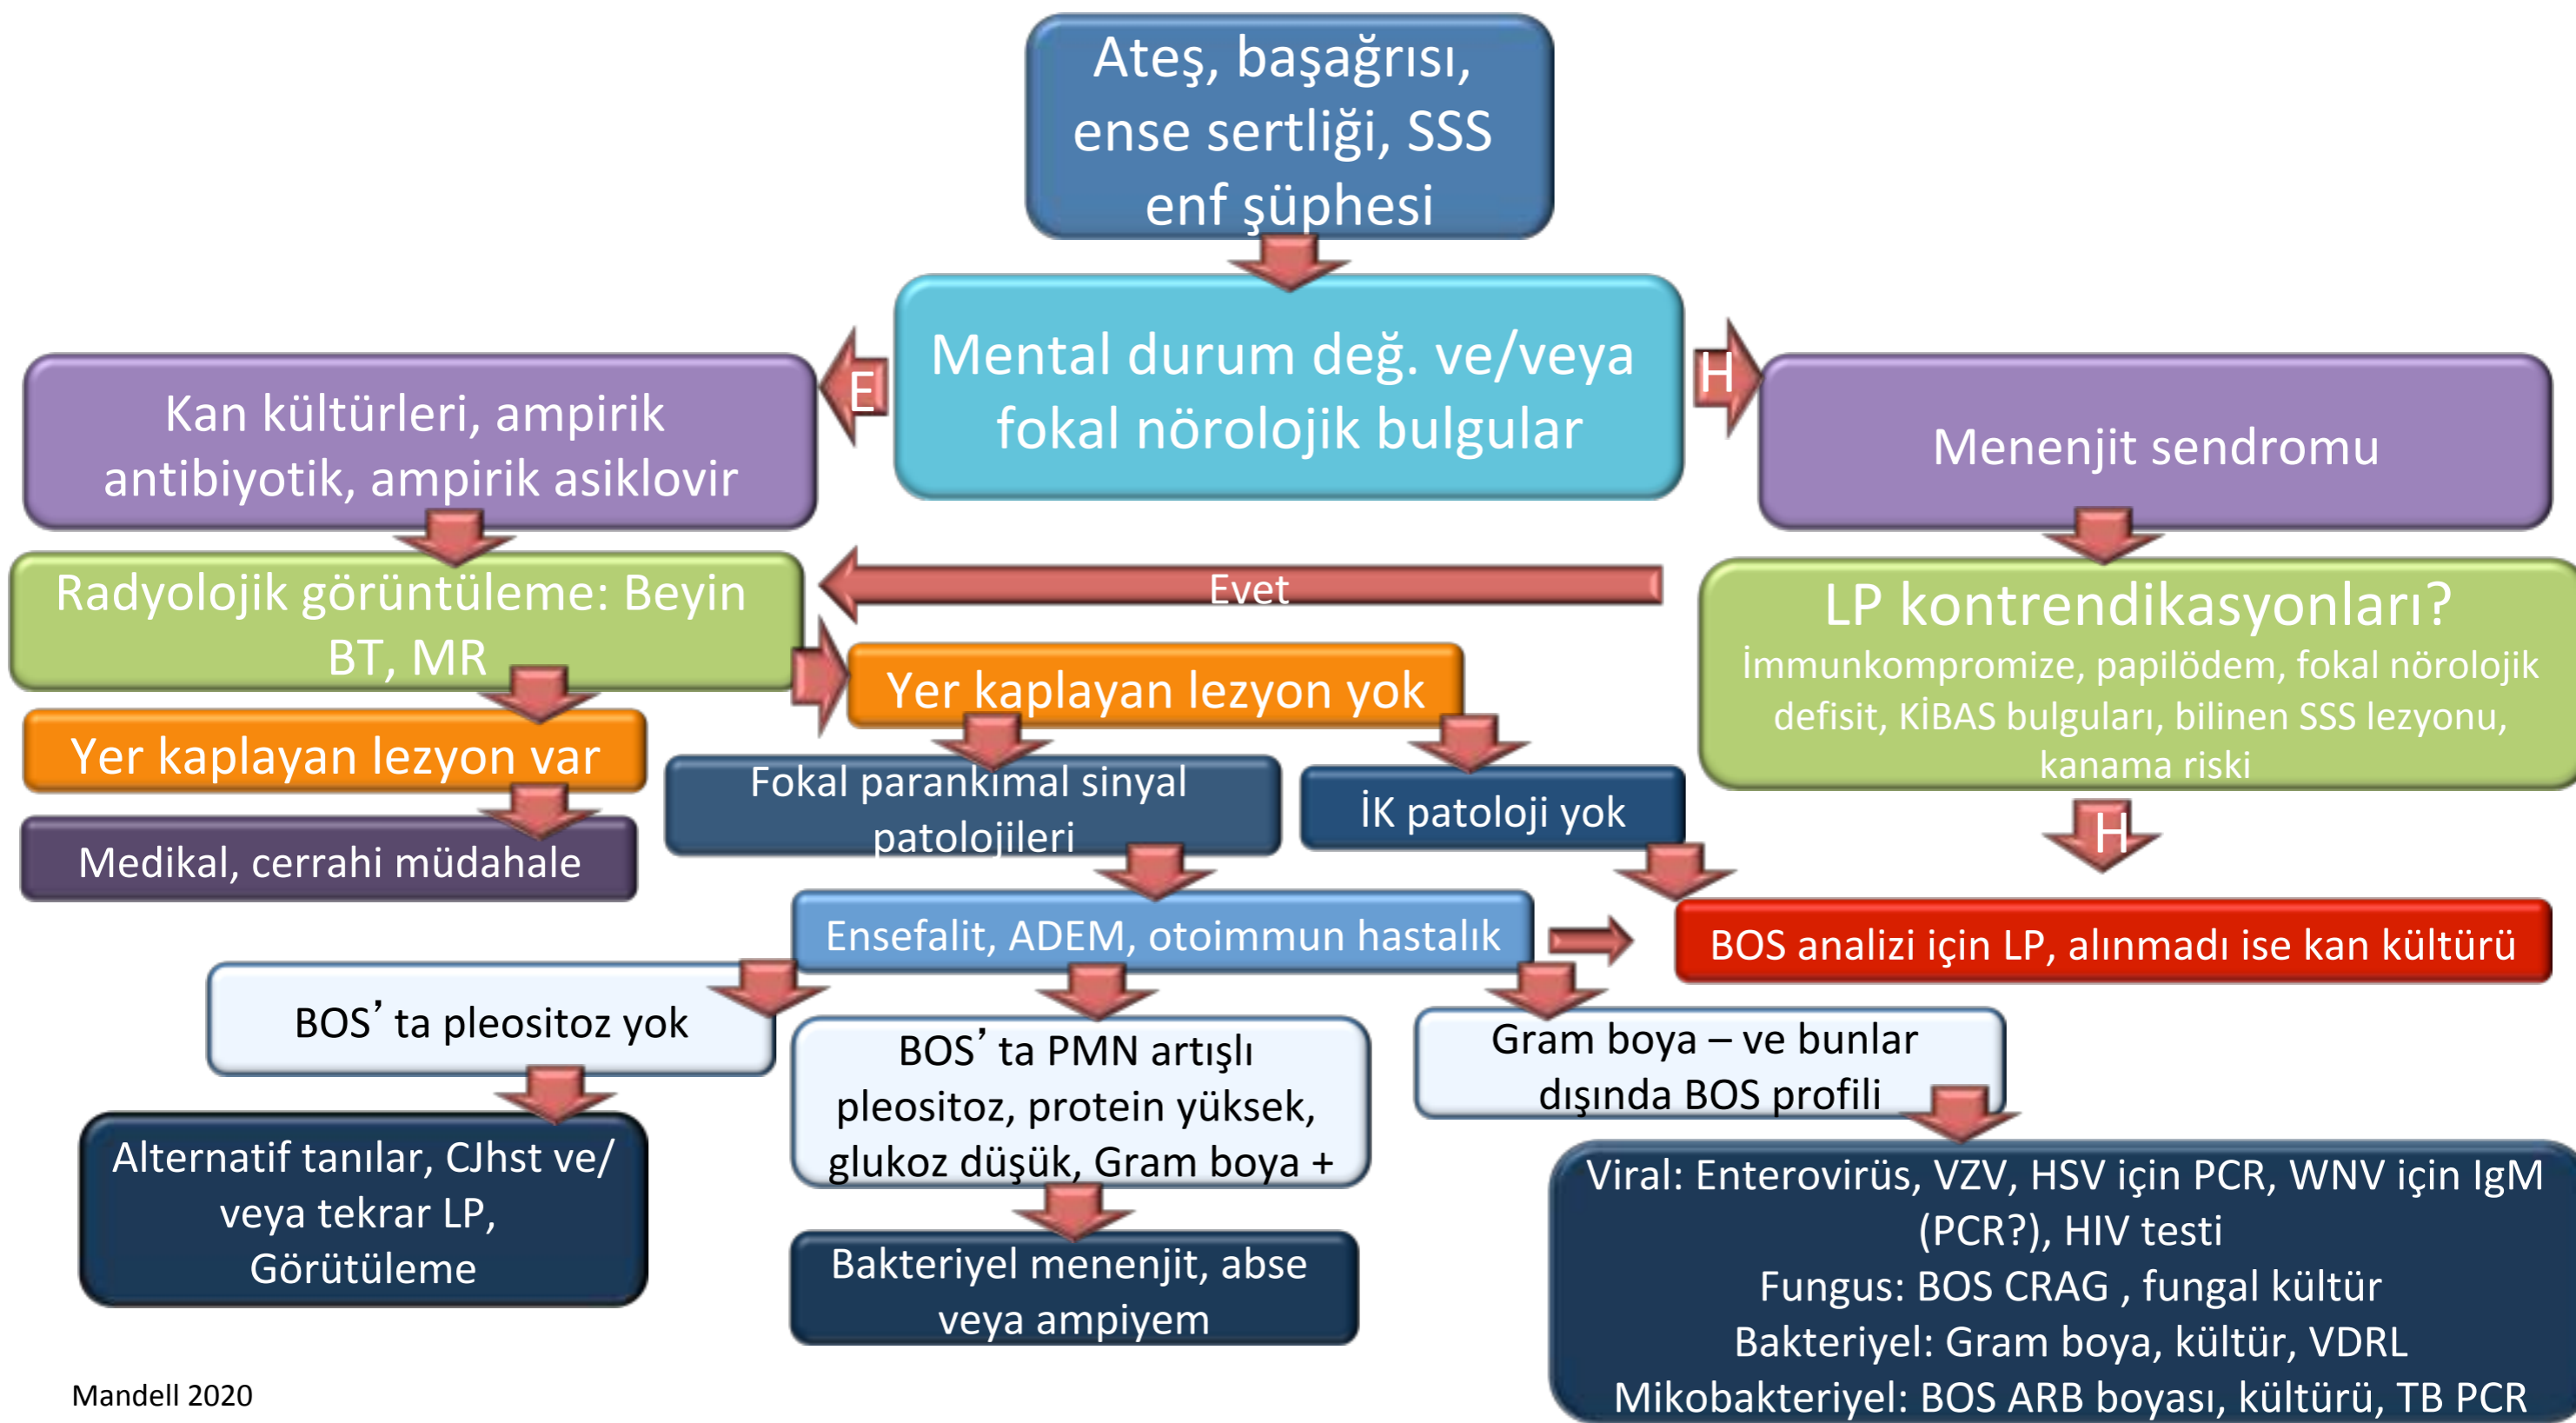 Ateş, başağrısı,
ense sertliği, SSS
enf şüphesi
Mental durum değ. ve/veya
fokal nörolojik bulgular
E
H
Kan kültürleri, ampirik
antibiyotik, ampirik asiklovir
Menenjit sendromu
Radyolojik görüntüleme: Beyin
BT, MR
Evet
LP kontrendikasyonları?
İmmunkompromize, papilödem, fokal nörolojik
defisit, KİBAS bulguları, bilinen SSS lezyonu,
kanama riski
Yer kaplayan lezyon yok
Yer kaplayan lezyon var
Fokal parankimal sinyal
patolojileri
İK patoloji yok
H
Medikal, cerrahi müdahale
Ensefalit, ADEM, otoimmun hastalık
BOS analizi için LP, alınmadı ise kan kültürü
BOS’ ta pleositoz yok
BOS’ ta PMN artışlı
pleositoz, protein yüksek,
glukoz düşük, Gram boya +
Gram boya – ve bunlar
dışında BOS profili
Alternatif tanılar, CJhst ve/
veya tekrar LP,
Görütüleme
Bakteriyel menenjit, abse
veya ampiyem
Viral: Enterovirüs, VZV, HSV için PCR, WNV için IgM
(PCR?), HIV testi
Fungus: BOS CRAG , fungal kültür
Bakteriyel: Gram boya, kültür, VDRL
Mikobakteriyel: BOS ARB boyası, kültürü, TB PCR
Mandell 2020